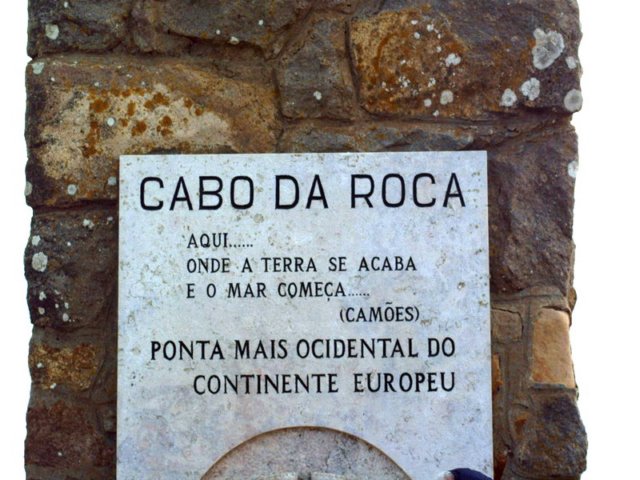 CABO DA ROCA
AQUI......
ONDE A TERRA SE ACABA
E O MAR COMEÇA......
(CAMÕES)
PONTA MAIS OCIDENTAL DO
CONTINENTE EUROPEU